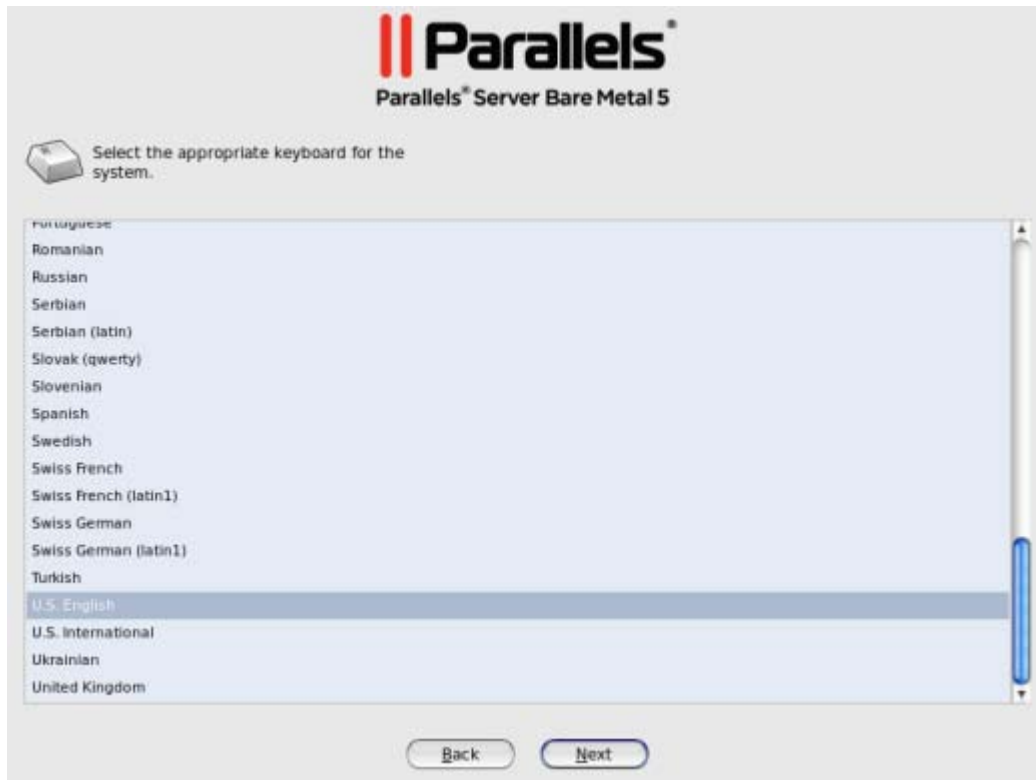 Parallels®
Parallels® Server Bare Metal 5
Select the appropriate keyboard for the
system.
Portuguese
Romanian
Russian
Serbian
Serbian (latin)
Slovak (qwerty)
Slovenian
Spanish
Swedish
Swiss French
Swiss French (latin1)
Swiss German
Swiss German (latin1)
Turkish
U.S. English
U.S. International
Ukrainian
United Kingdom
Back
Next